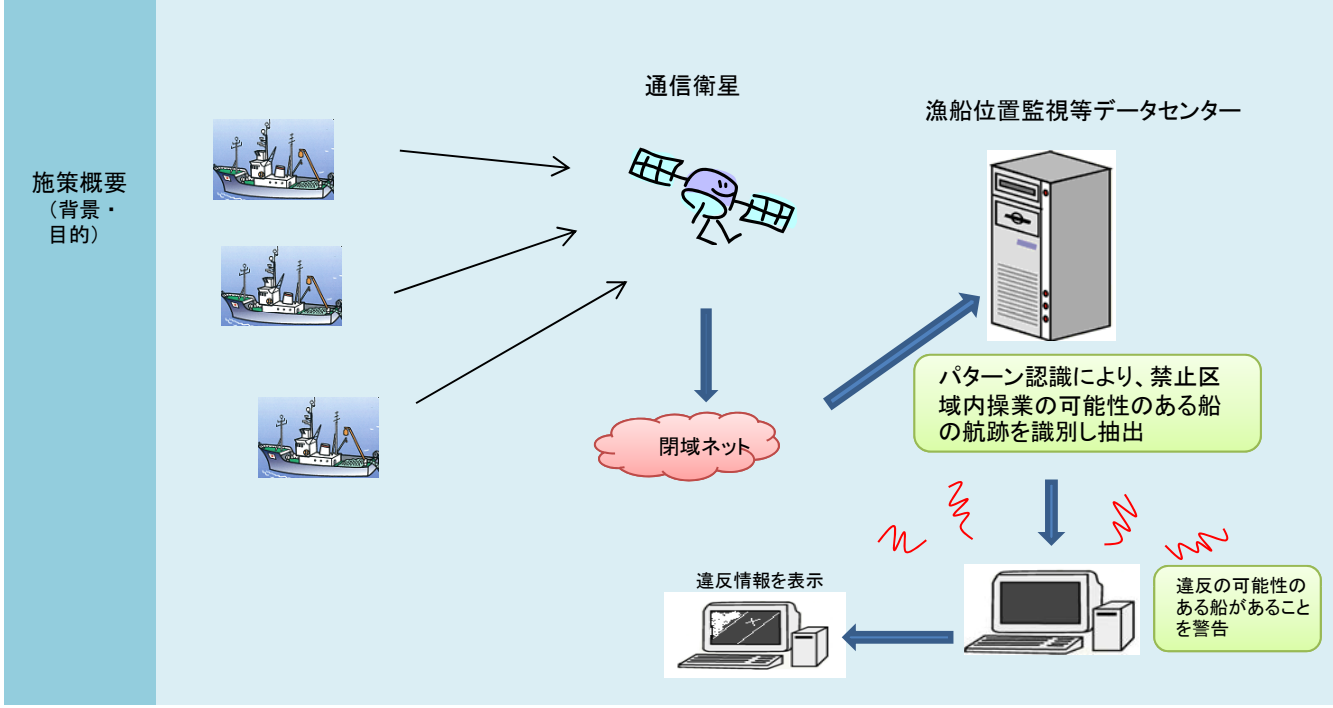 施策概要
（背景・
目的）
通信衛星
漁船位置監視等データセンター
パターン認識により、禁止区
域内操業の可能性のある船
の航跡を識別し抽出
閉域ネット
違反情報を表示
違反の可能性の
ある船があること
を警告